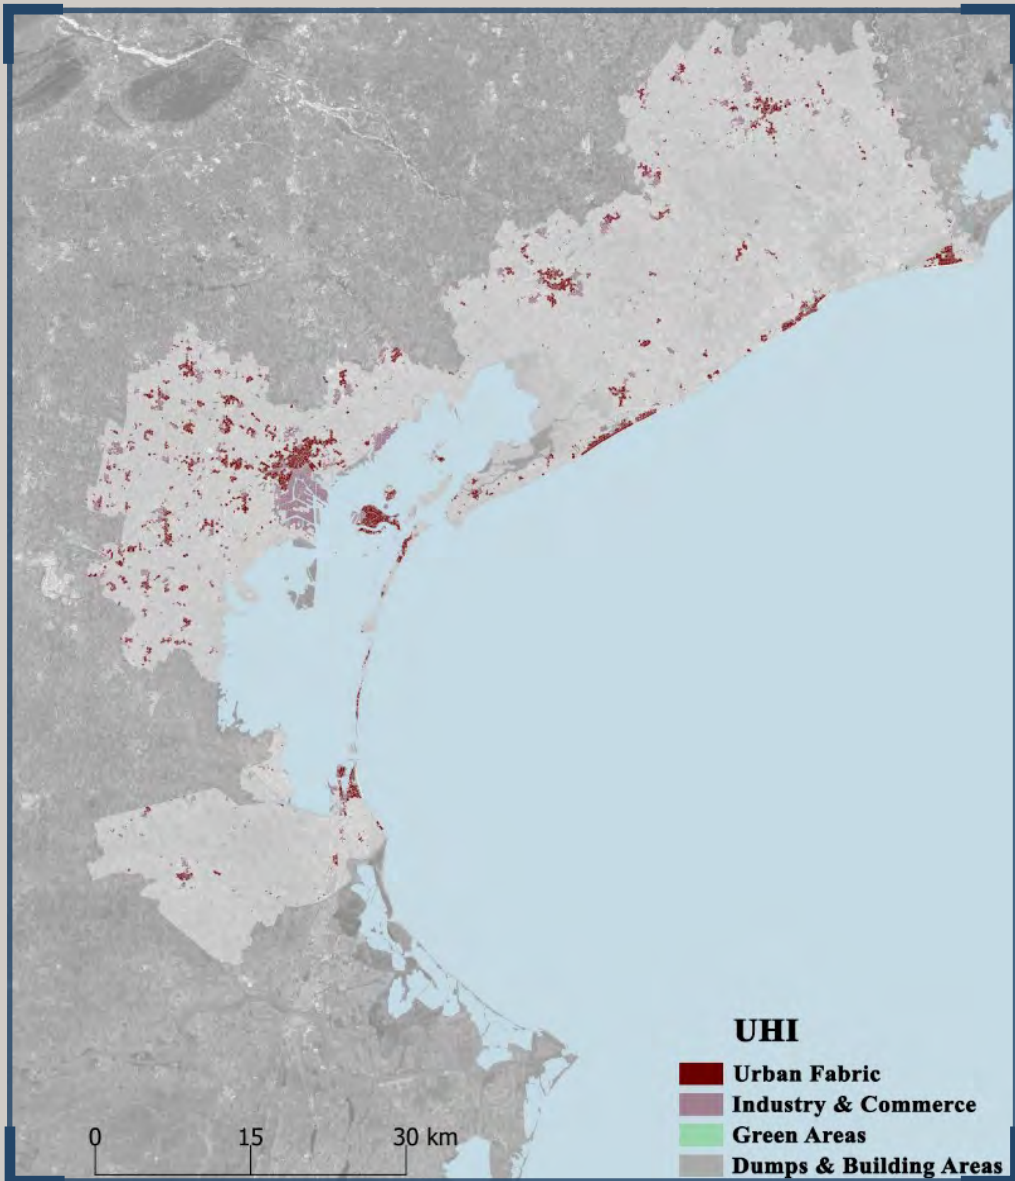 UHI
Urban Fabric
Industry & Commerce
Green Areas
Dumps & Building Areas
0 15 30 km